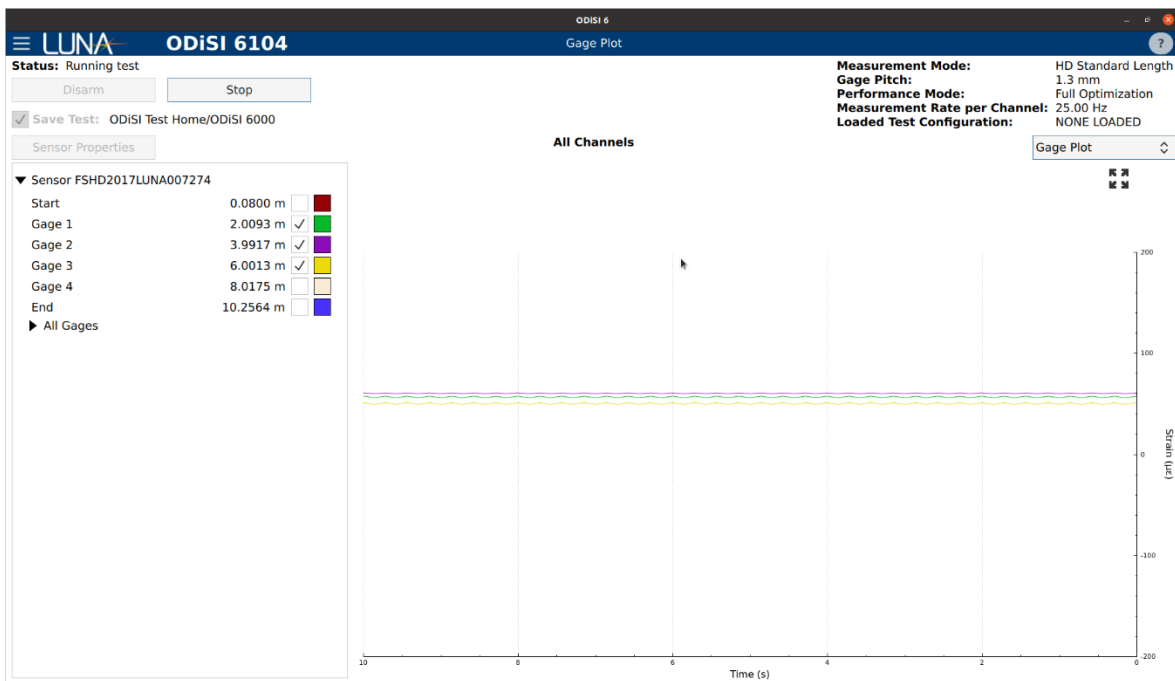 ODiSI 6
LUNA ODiSI 6104 Gage Plot ?
Status: Running test
Disarm Stop
Save Test: ODiSI Test Home/ODiSI 6000
Sensor Properties
Measurement Mode: HD Standard Length
Gage Pitch: 1.3 mm
Performance Mode: Full Optimization
Measurement Rate per Channel: 25.00 Hz
Loaded Test Configuration: NONE LOADED
All Channels
Gage Plot
Sensor FSHD2017LUNA007274
Start 0.0800 m
Gage 1 2.0093 m
Gage 2 3.9917 m
Gage 3 6.0013 m
Gage 4 8.0175 m
End 10.2564 m
All Gages
200
100
0
-100
-200
Strain (με)
10 8 6 4 2 0
Time (s)